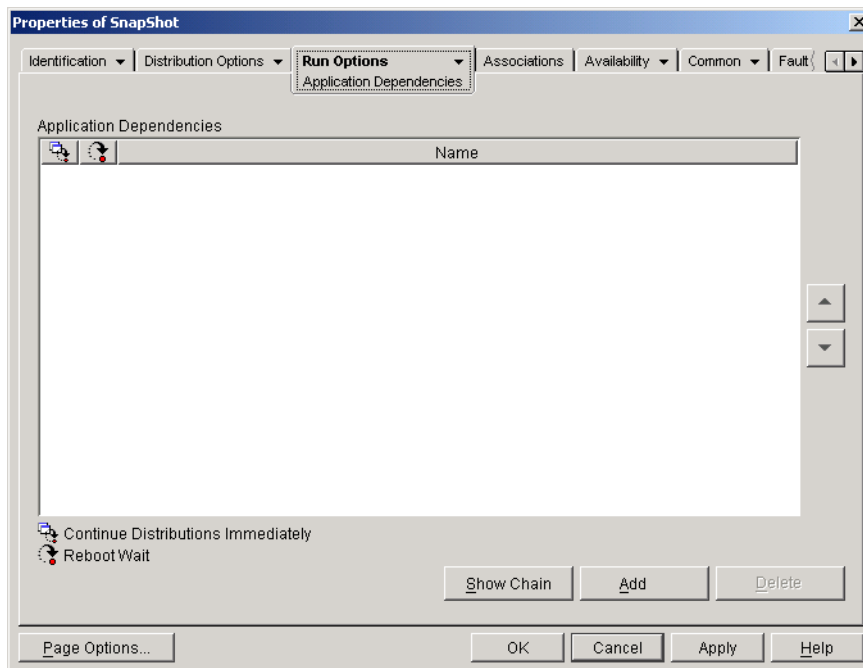 Properties of SnapShot
Identification Distribution Options Run Options Associations Availability Common Fault
Application Dependencies
Application Dependencies
Name
Continue Distributions Immediately
Reboot Wait
Show Chain Add Delete
Page Options... OK Cancel Apply Help